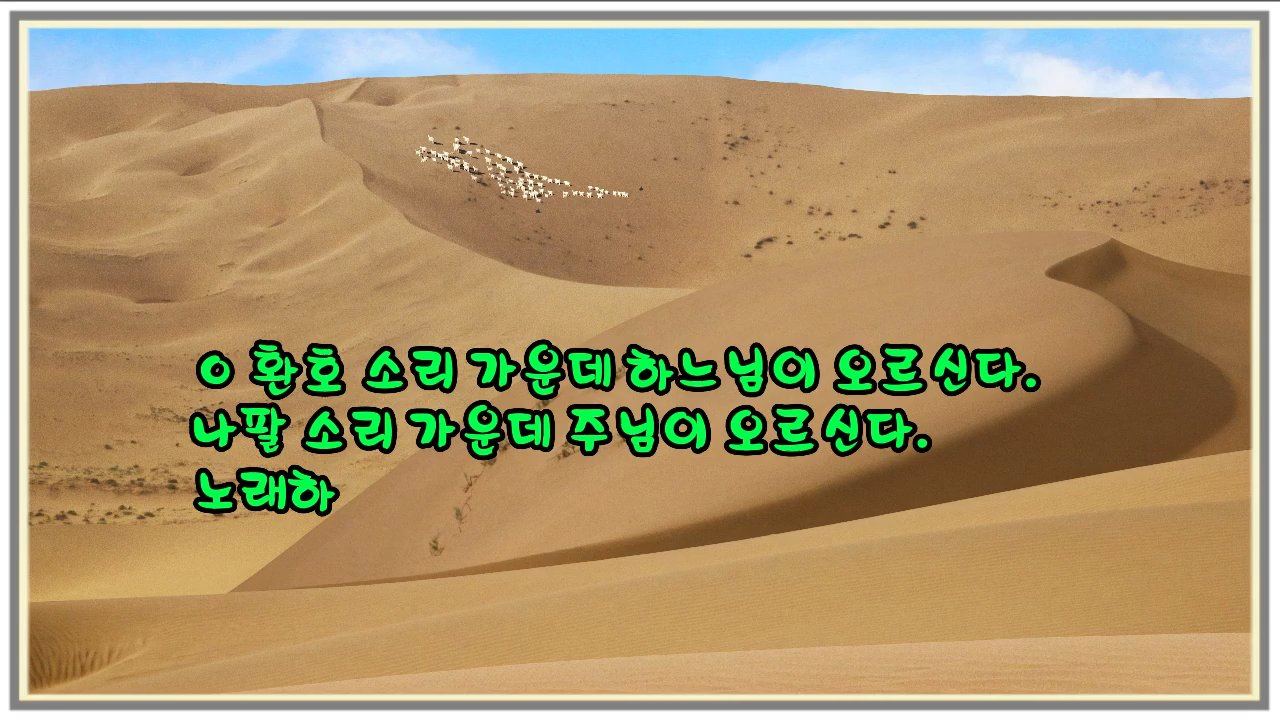 ○ 환호 소리 가운데 하느님이 오르신다.
나팔 소리 가운데 주님이 오르신다.
노래하